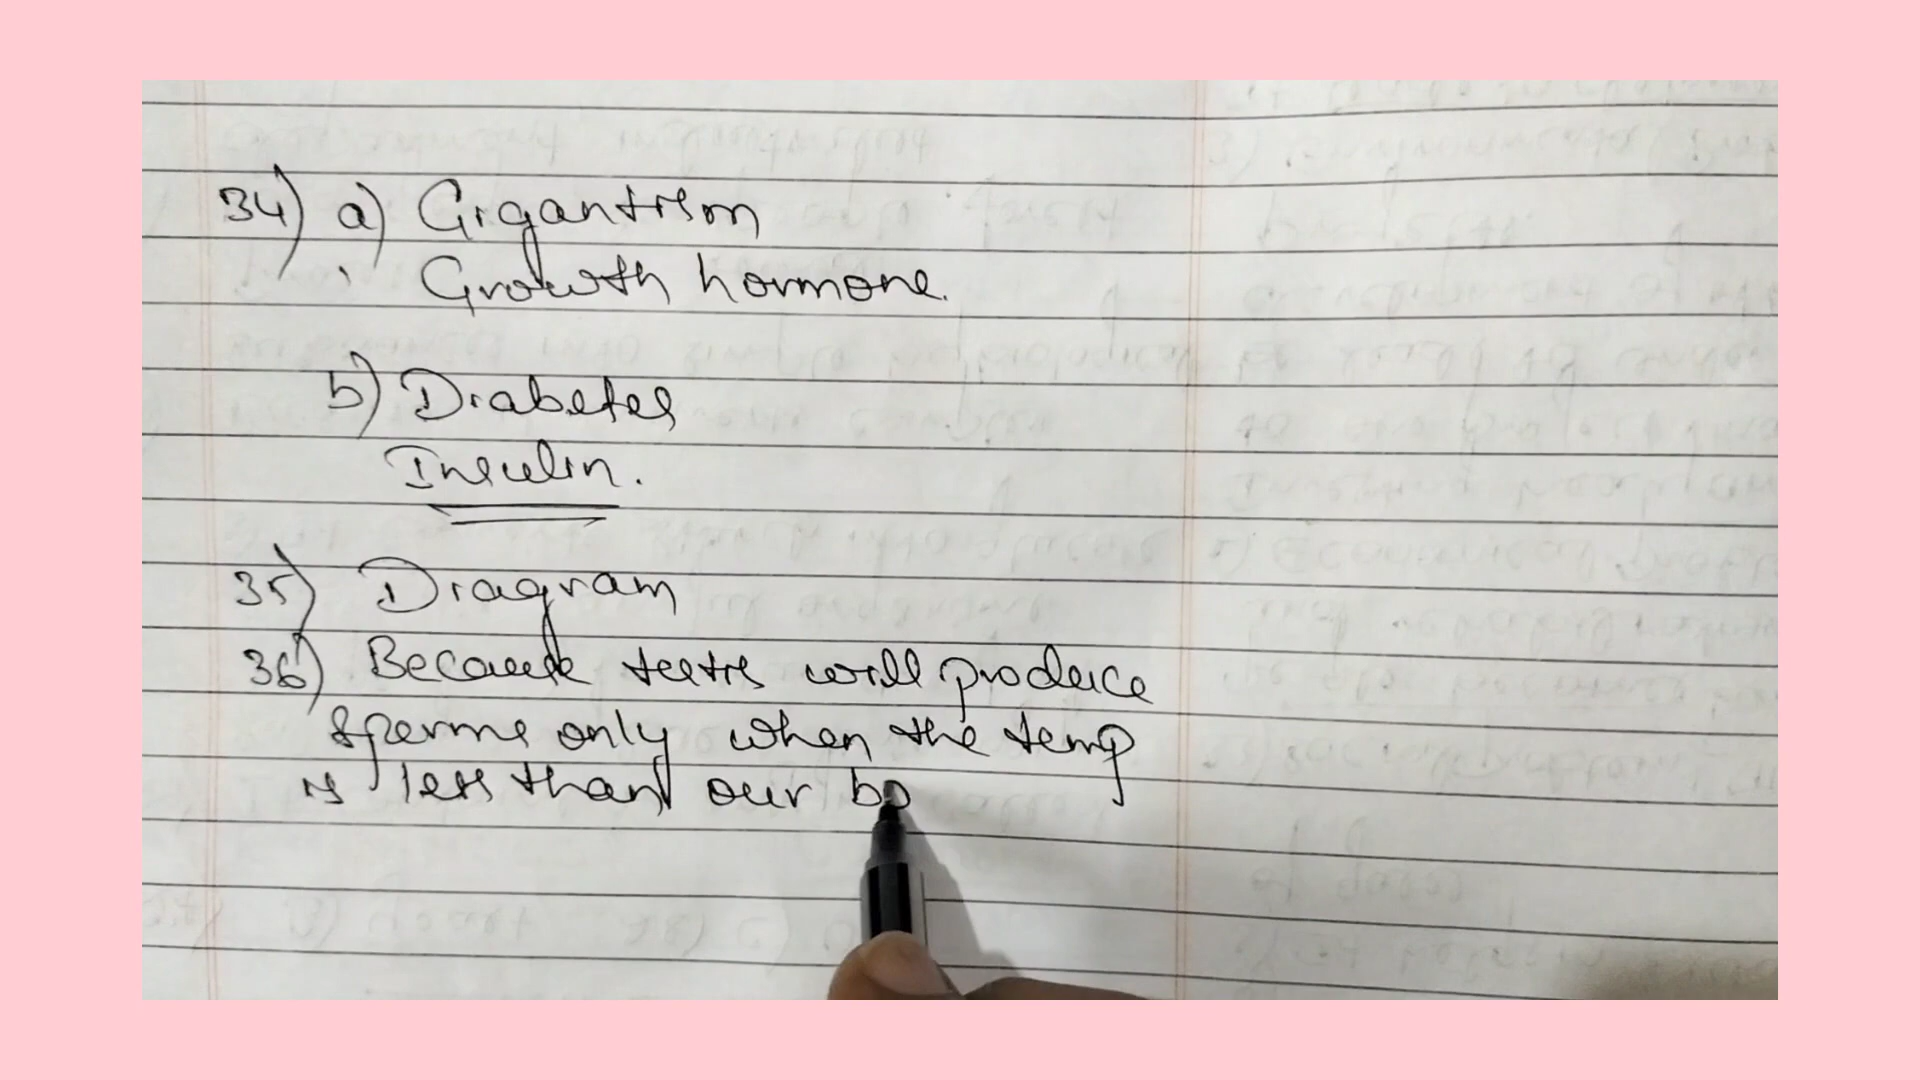 34) a) Gigantism
Growth hormone.
b) Diabetes
Insulin.
35) Diagram
36) Because testis will produce
sperms only when the temp
is less than our bo